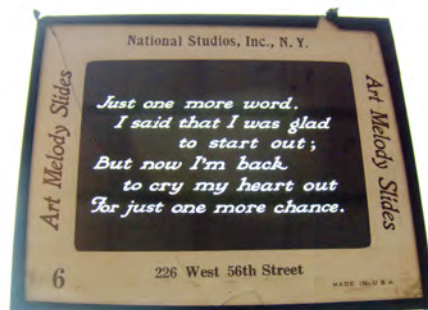 National Studios, Inc., N. Y.
Art Melody Slides
Just one more word.
I said that I was glad
to start out;
But now I'm back
to cry my heart out
For just one more chance.
Art Melody Slides
6
226 West 56th Street
MADE IN U S A